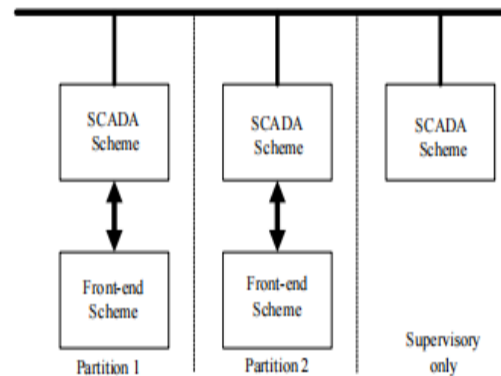 SCADA
Scheme
SCADA
Scheme
SCADA
Scheme
Front-end
Scheme
Front-end
Scheme
Partition 1
Partition 2
Supervisory
only